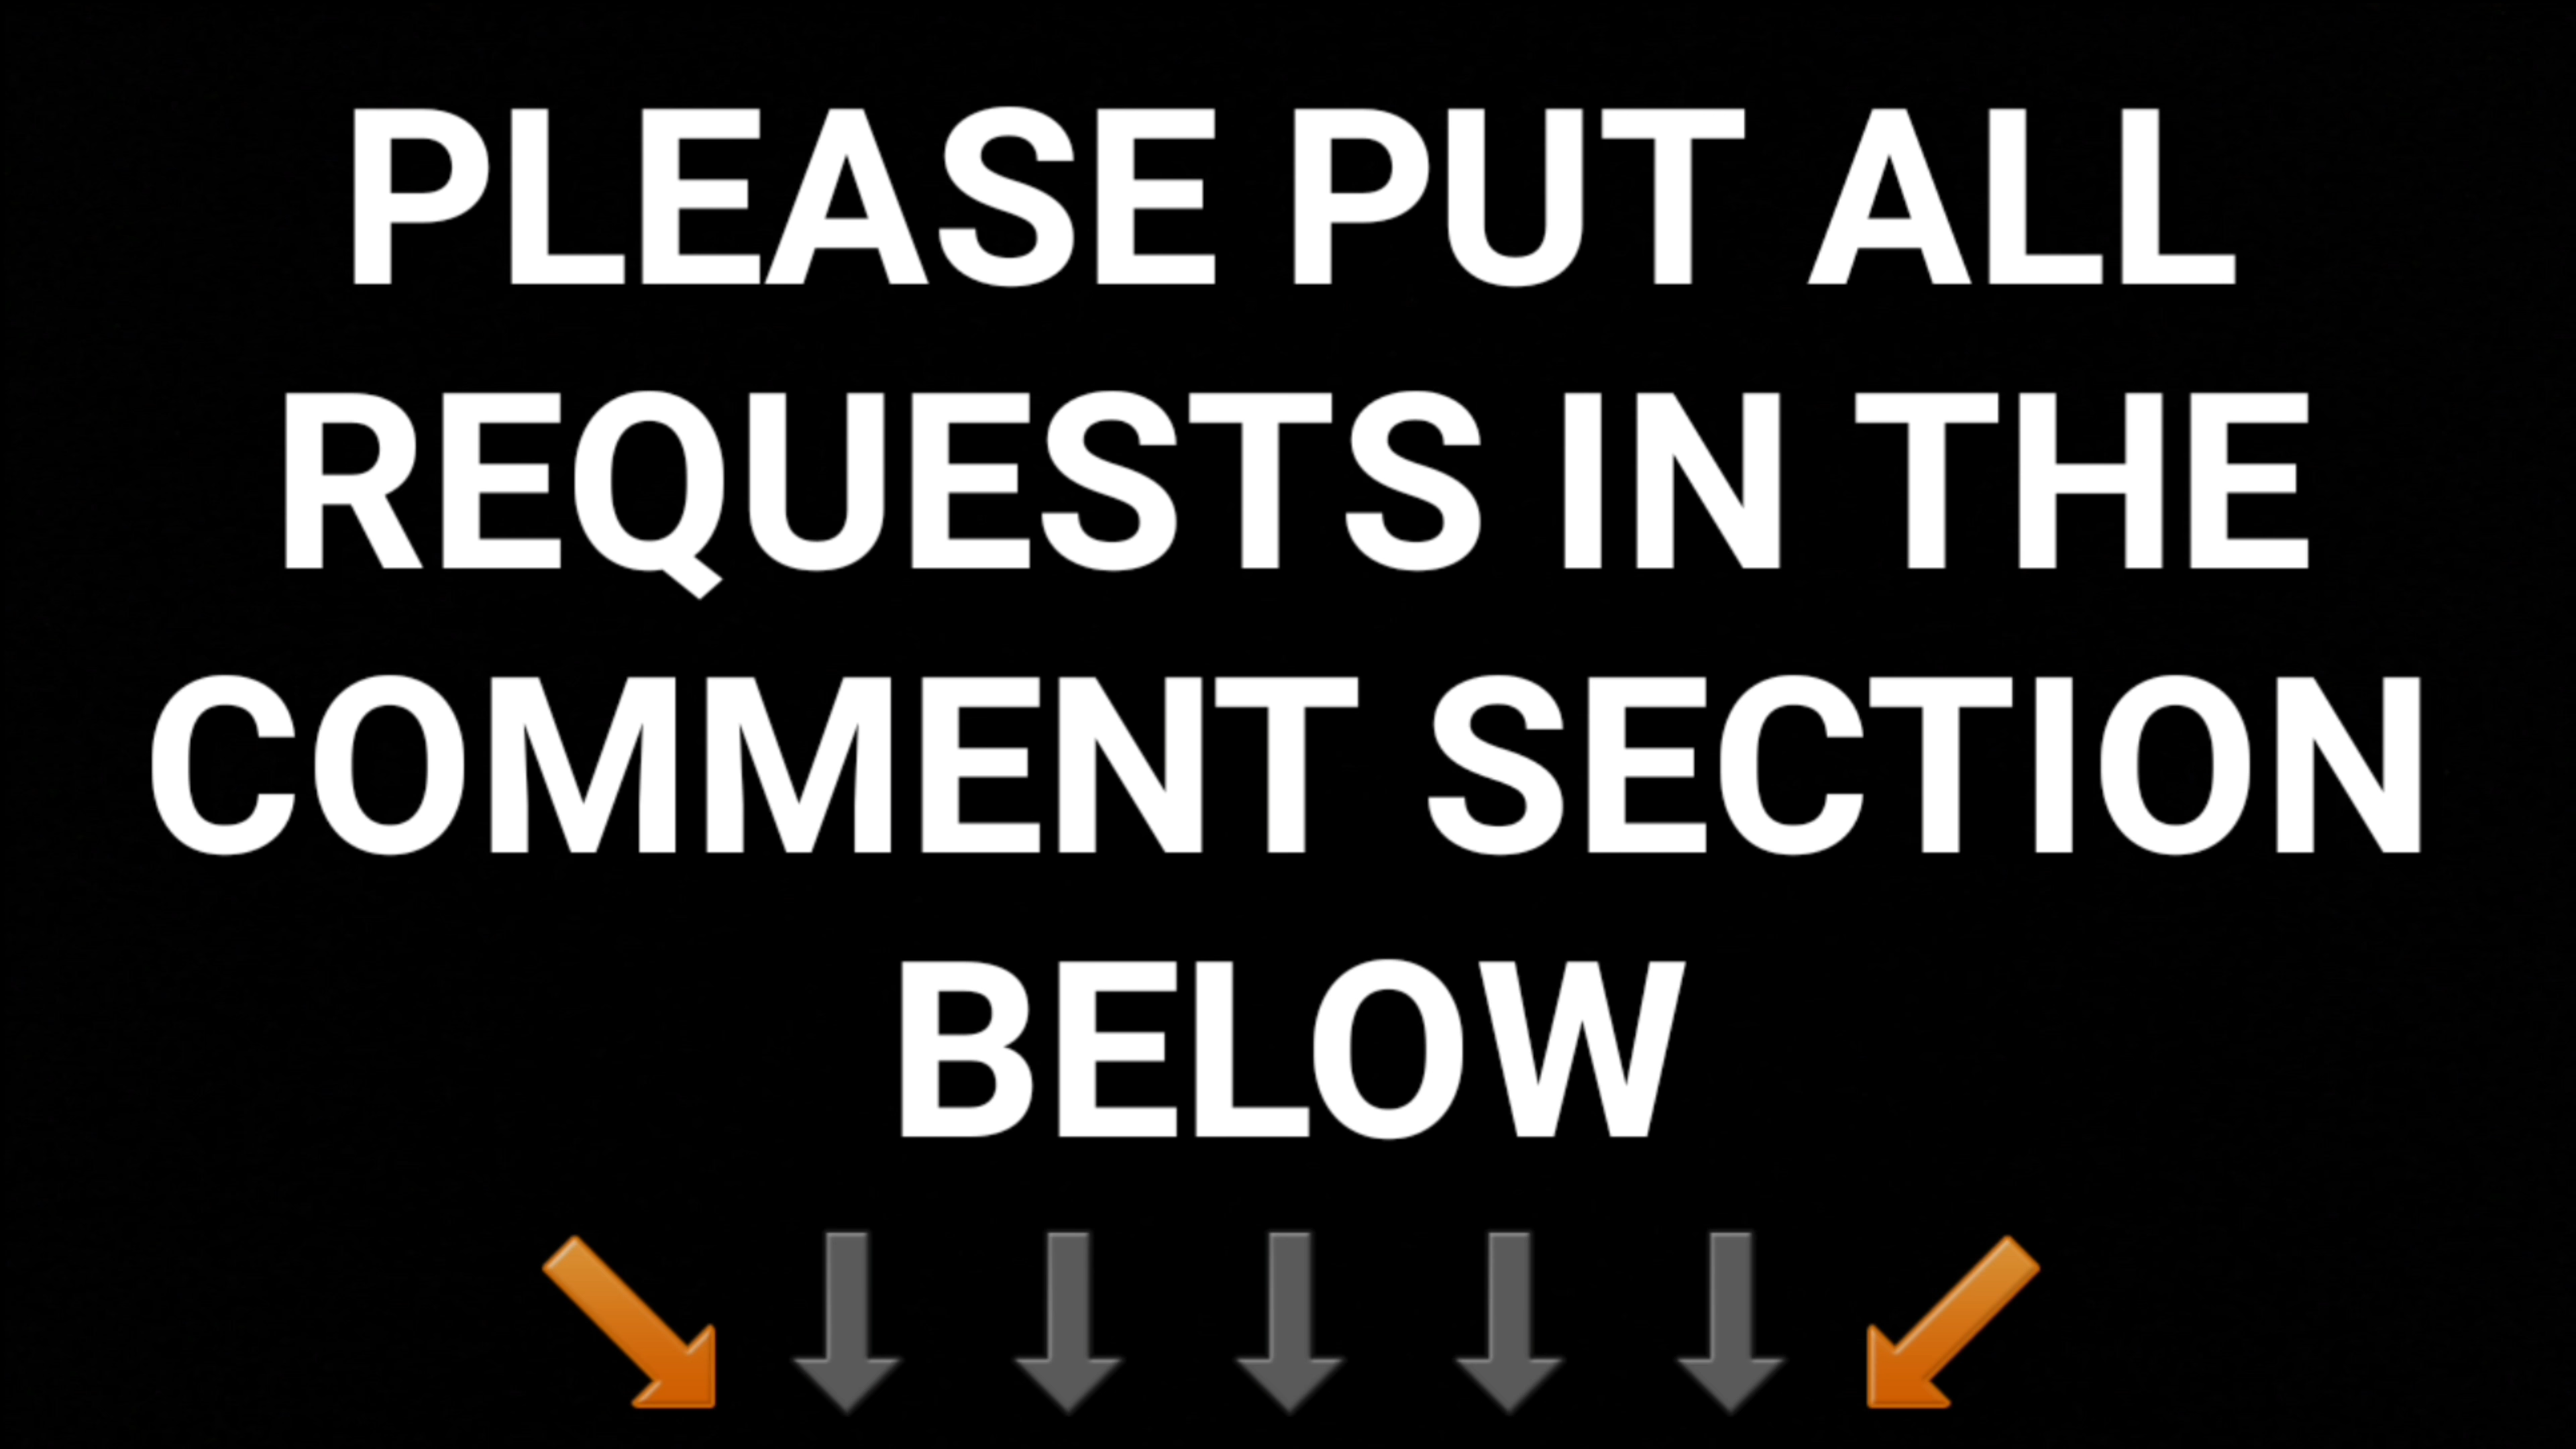 PLEASE PUT ALL
REQUESTS IN THE
COMMENT SECTION
BELOW